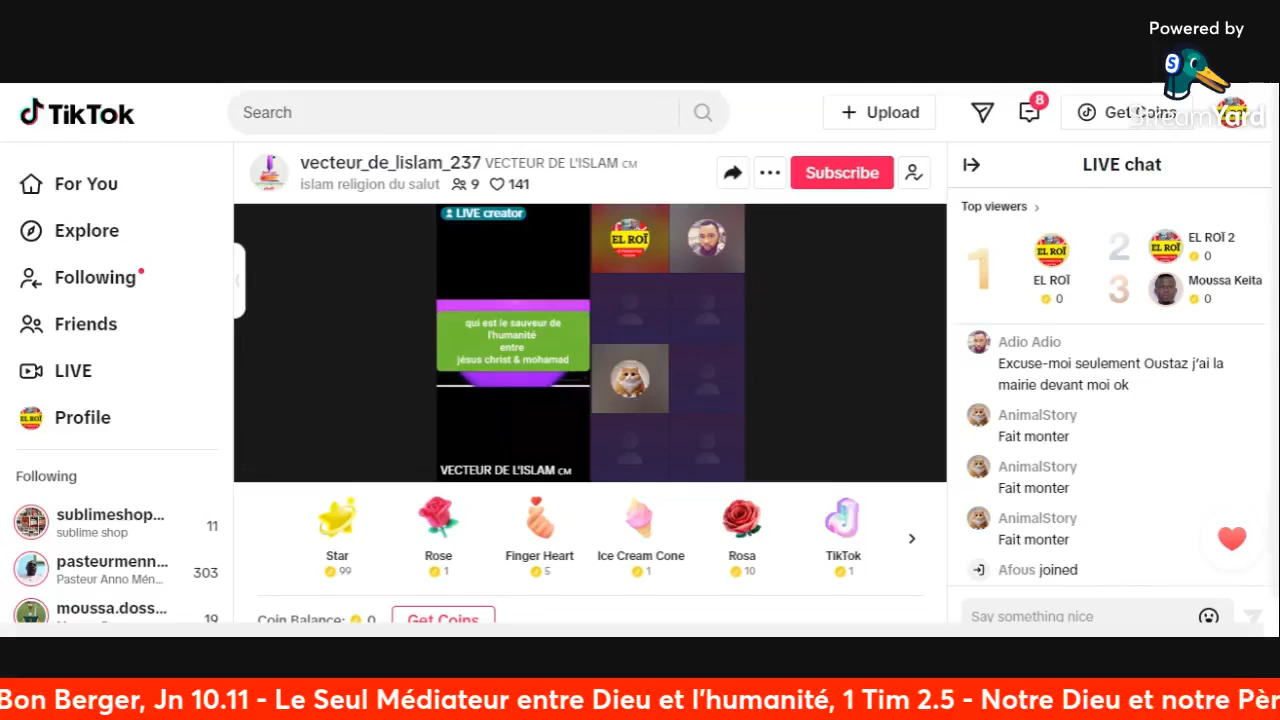 Powered by
StreamYard
TikTok
Search
Upload
8
Get Coins
For You
Explore
Following
Friends
LIVE
Profile
Following
sublimeshop...
sublime shop
11
pasteurmenn...
Pasteur Anno Mén...
303
moussa.doss...
19
vecteur_de_lislam_237 VECTEUR DE L'ISLAM CM
islam religion du salut 9 141
Subscribe
LIVE creator
EL ROÏ
qui est le sauveur de
l'humanité
entre
jésus christ & mohamad
VECTEUR DE L'ISLAM CM
Star
99
Rose
1
Finger Heart
5
Ice Cream Cone
1
Rosa
10
TikTok
1
Coin Balance: 0
Get Coins
LIVE chat
Top viewers
1
EL ROÏ
EL ROÏ
0
2
EL ROÏ
EL ROÏ 2
0
3
Moussa Keita
0
Adio Adio
Excuse-moi seulement Oustaz j'ai la
mairie devant moi ok
AnimalStory
Fait monter
AnimalStory
Fait monter
AnimalStory
Fait monter
Afous joined
Say something nice
Bon Berger, Jn 10.11 - Le Seul Médiateur entre Dieu et l'humanité, 1 Tim 2.5 - Notre Dieu et notre Pèr